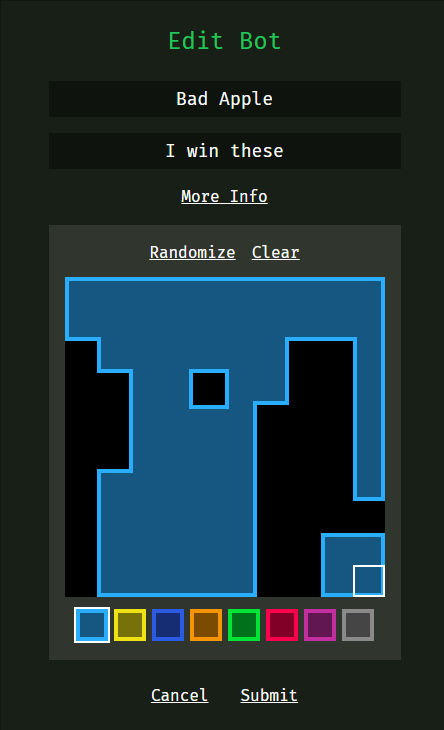 Edit Bot
Bad Apple
I win these
More Info
Randomize Clear
Cancel Submit